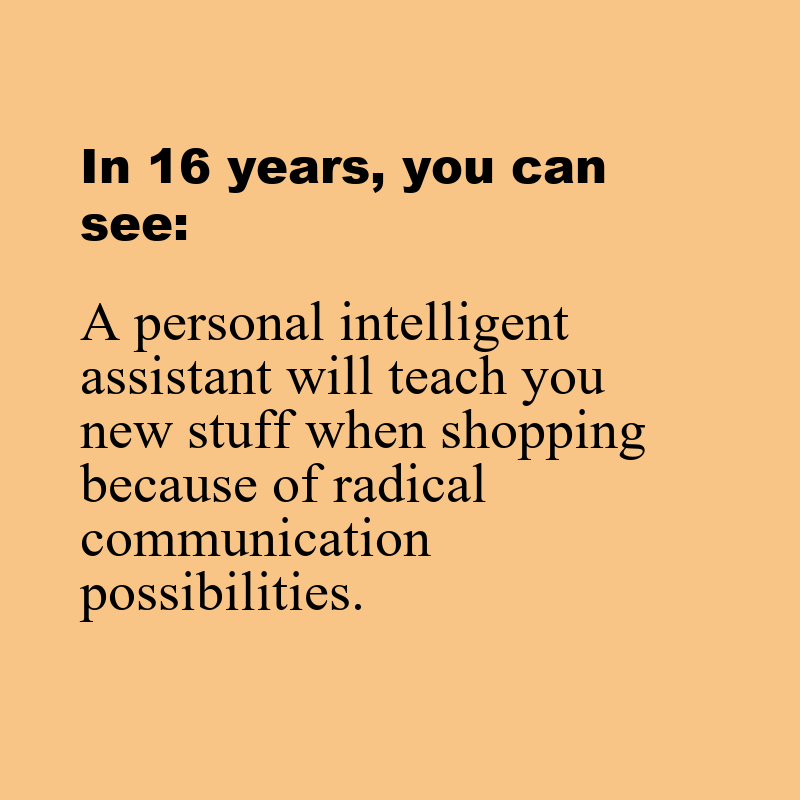 In 16 years, you can
see:
A personal intelligent
assistant will teach you
new stuff when shopping
because of radical
communication
possibilities.